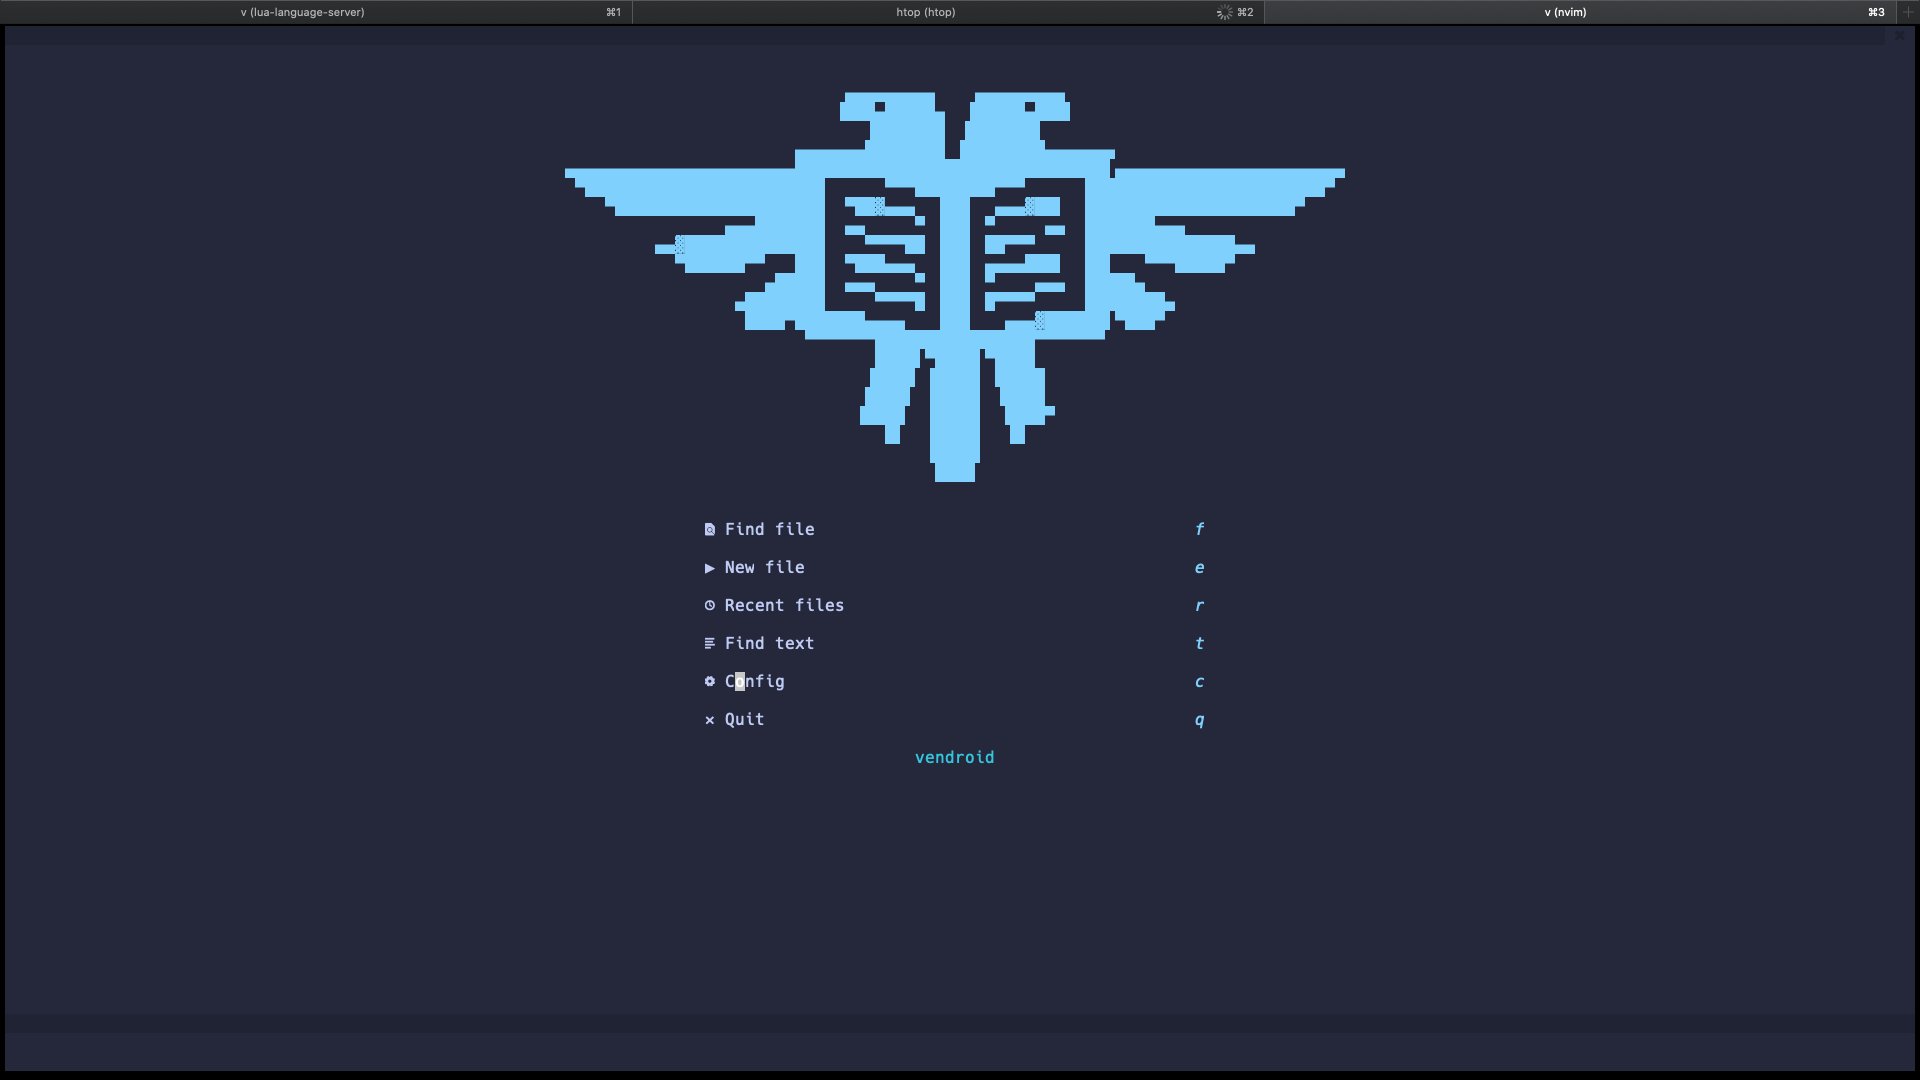 v (lua-language-server) ⌘1 htop (htop) ⌘2 v (nvim) ⌘3
Find file f
New file e
Recent files r
Find text t
Config c
Quit q
vendroid